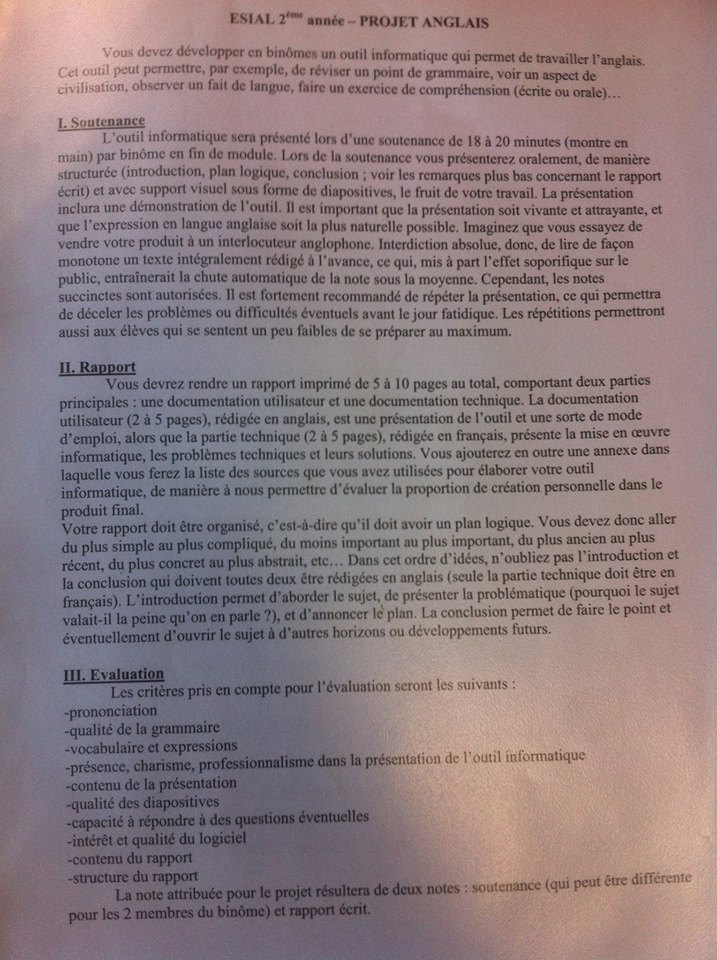 ESIAL 2ème année – PROJET ANGLAIS
Vous devez développer en binômes un outil informatique qui permet de travailler l'anglais.
Cet outil peut permettre, par exemple, de réviser un point de grammaire, voir un aspect de
civilisation, observer un fait de langue, faire un exercice de compréhension (écrite ou orale)…
I. Soutenance
L'outil informatique sera présenté lors d'une soutenance de 18 à 20 minutes (montre en
main) par binôme en fin de module. Lors de la soutenance vous présenterez oralement, de manière
structurée (introduction, plan logique, conclusion ; voir les remarques plus bas concernant le rapport
écrit) et avec support visuel sous forme de diapositives, le fruit de votre travail. La présentation
inclura une démonstration de l'outil. Il est important que la présentation soit vivante et attrayante, et
que l'expression en langue anglaise soit la plus naturelle possible. Imaginez que vous essayez de
vendre votre produit à un interlocuteur anglophone. Interdiction absolue, donc, de lire de façon
monotone un texte intégralement rédigé à l'avance, ce qui, mis à part l'effet soporifique sur le
public, entraînerait la chute automatique de la note sous la moyenne. Cependant, les notes
succinctes sont autorisées. Il est fortement recommandé de répéter la présentation, ce qui permettra
de déceler les problèmes ou difficultés éventuels avant le jour fatidique. Les répétitions permettront
aussi aux élèves qui se sentent un peu faibles de se préparer au maximum.
II. Rapport
Vous devrez rendre un rapport imprimé de 5 à 10 pages au total, comportant deux parties
principales : une documentation utilisateur et une documentation technique. La documentation
utilisateur (2 à 5 pages), rédigée en anglais, est une présentation de l'outil et une sorte de mode
d'emploi, alors que la partie technique (2 à 5 pages), rédigée en français, présente la mise en œuvre
informatique, les problèmes techniques et leurs solutions. Vous ajouterez en outre une annexe dans
laquelle vous ferez la liste des sources que vous avez utilisées pour élaborer votre outil
informatique, de manière à nous permettre d'évaluer la proportion de création personnelle dans le
produit final.
Votre rapport doit être organisé, c'est-à-dire qu'il doit avoir un plan logique. Vous devez donc aller
du plus simple au plus compliqué, du moins important au plus important, du plus ancien au plus
récent, du plus concret au plus abstrait, etc… Dans cet ordre d'idées, n'oubliez pas l'introduction et
la conclusion qui doivent toutes deux être rédigées en anglais (seule la partie technique doit être en
français). L'introduction permet d'aborder le sujet, de présenter la problématique (pourquoi le sujet
valait-il la peine qu'on en parle ?), et d'annoncer le plan. La conclusion permet de faire le point et
éventuellement d'ouvrir le sujet à d'autres horizons ou développements futurs.
III. Evaluation
Les critères pris en compte pour l'évaluation seront les suivants :
-prononciation
-qualité de la grammaire
-vocabulaire et expressions
-présence, charisme, professionnalisme dans la présentation de l'outil informatique
-contenu de la présentation
-qualité des diapositives
-capacité à répondre à des questions éventuelles
-intérêt et qualité du logiciel
-contenu du rapport
-structure du rapport
La note attribuée pour le projet résultera de deux notes : soutenance (qui peut être différente
pour les 2 membres du binôme) et rapport écrit.